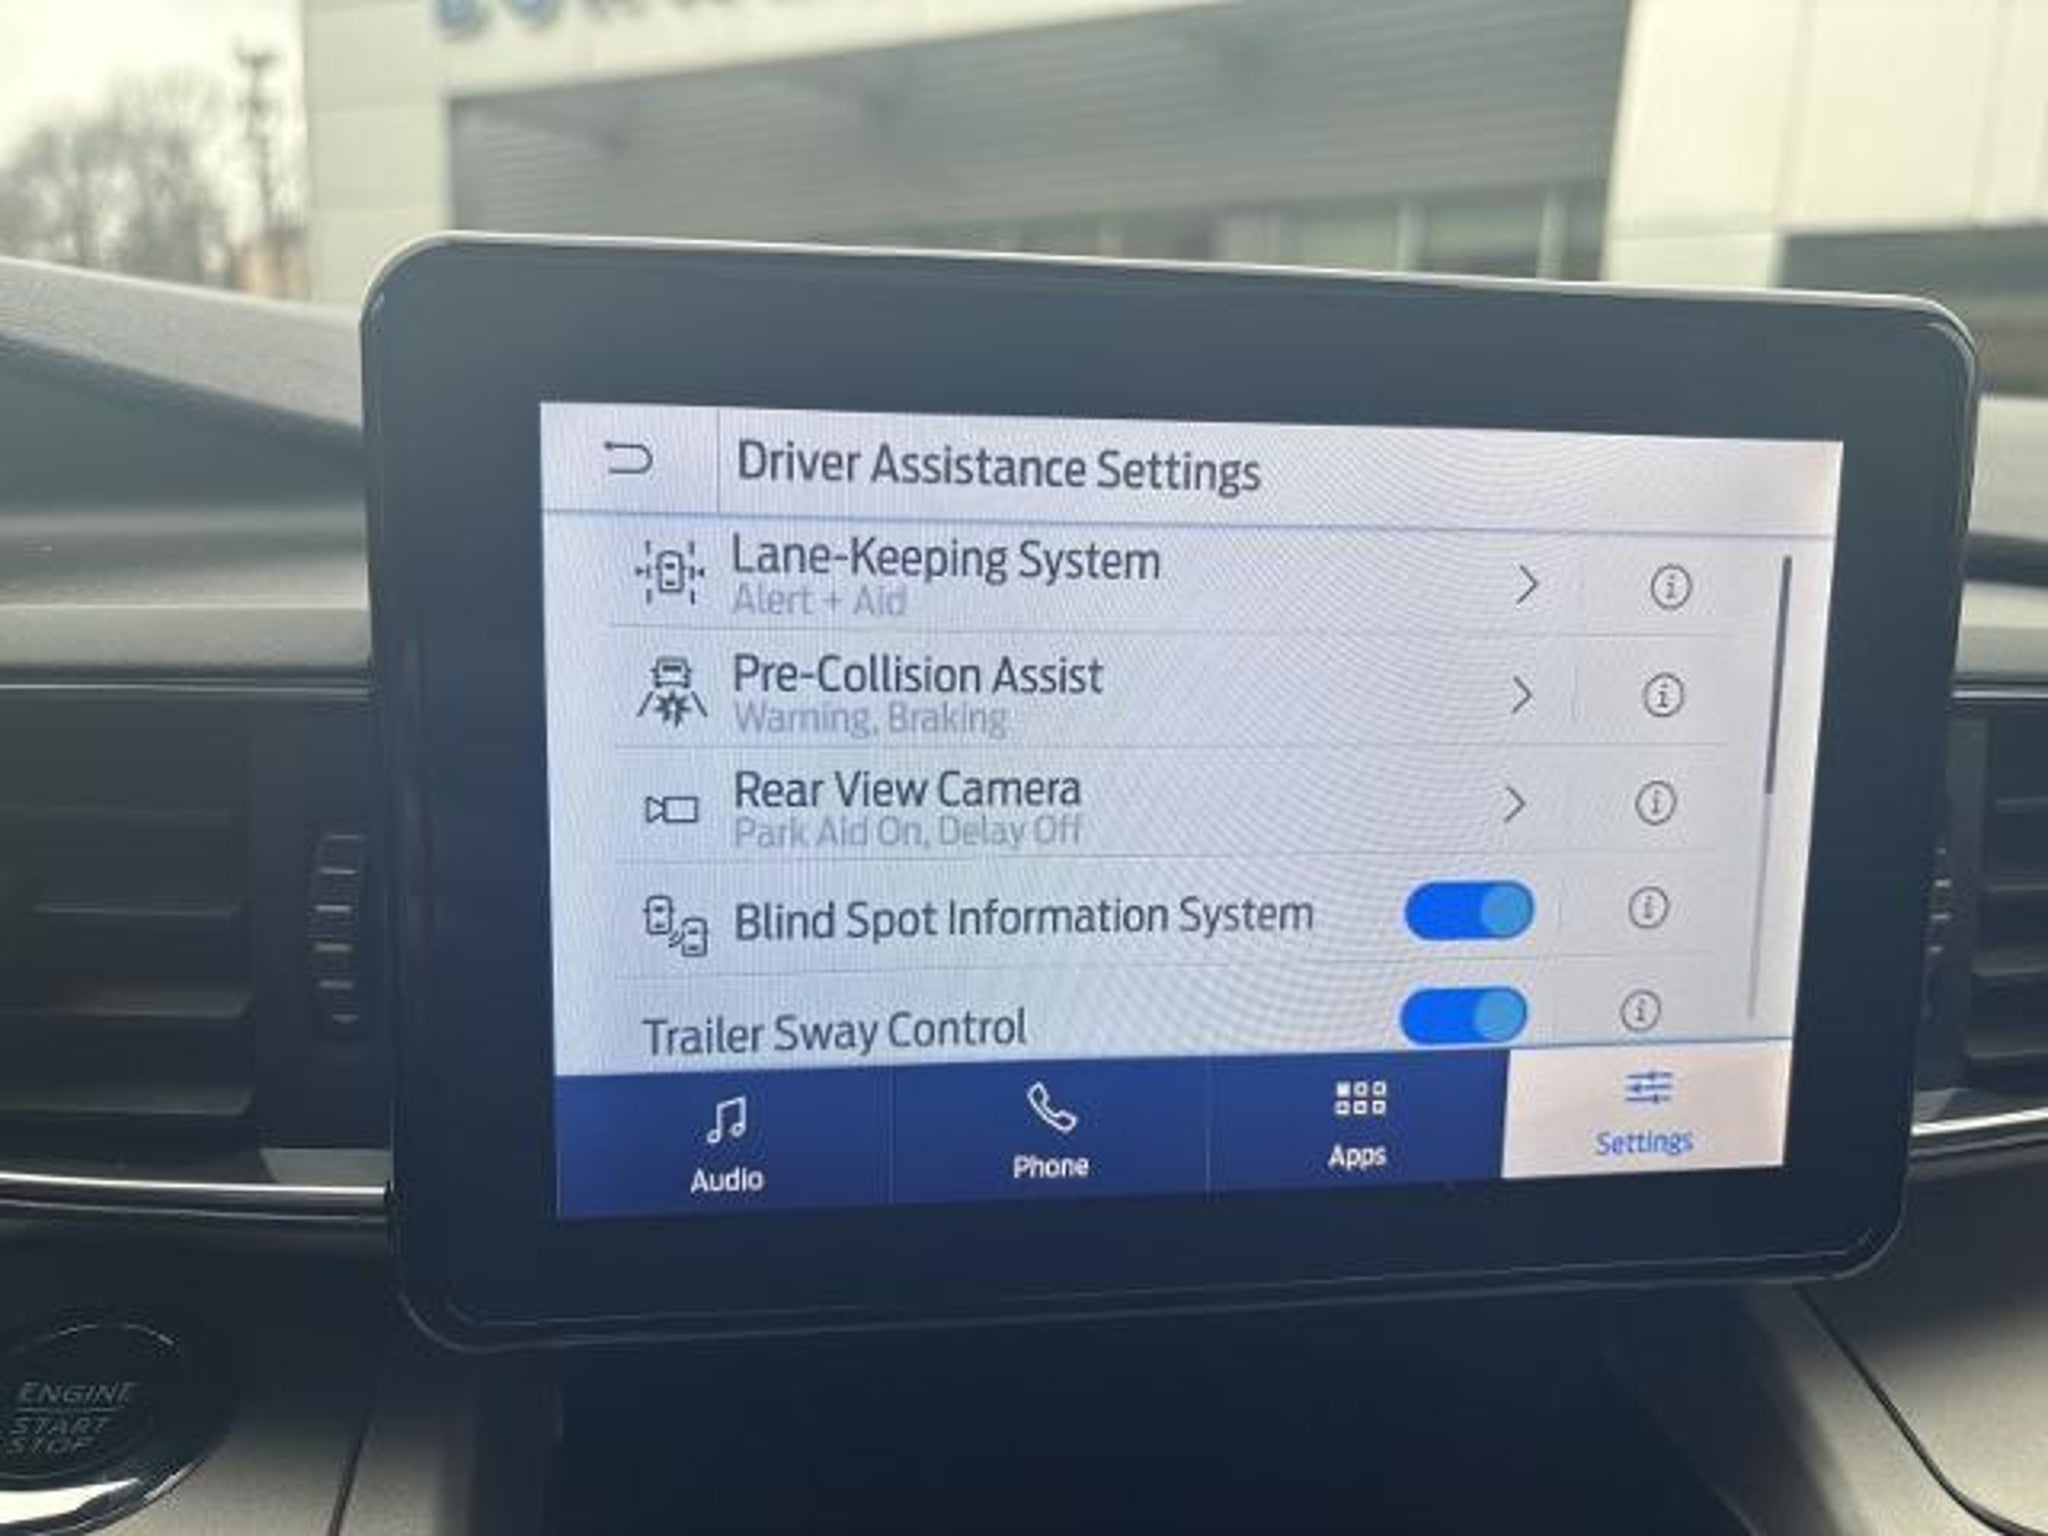 Driver Assistance Settings
Lane-Keeping System
Alert + Aid
Pre-Collision Assist
Warning, Braking
Rear View Camera
Park Aid On, Delay Off
Blind Spot Information System
Trailer Sway Control
Audio
Phone
Apps
Settings
ENGINE
START
STOP